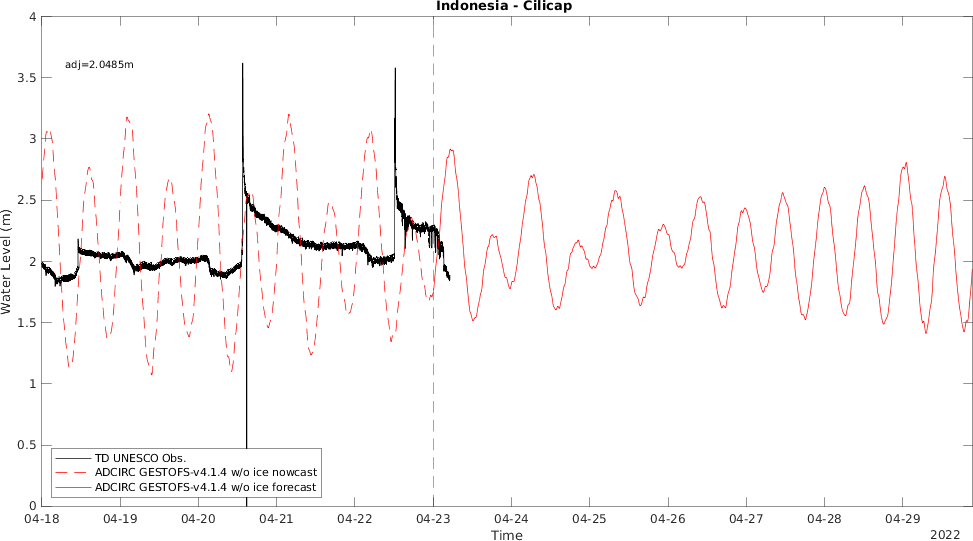 Indonesia - Cilicap
adj=2.0485m
4
3.5
3
2.5
2
1.5
1
0.5
0
Water Level (m)
TD UNESCO Obs.
ADCIRC GESTOFS-v4.1.4 w/o ice nowcast
ADCIRC GESTOFS-v4.1.4 w/o ice forecast
04-18 04-19 04-20 04-21 04-22 04-23 04-24 04-25 04-26 04-27 04-28 04-29
Time
2022